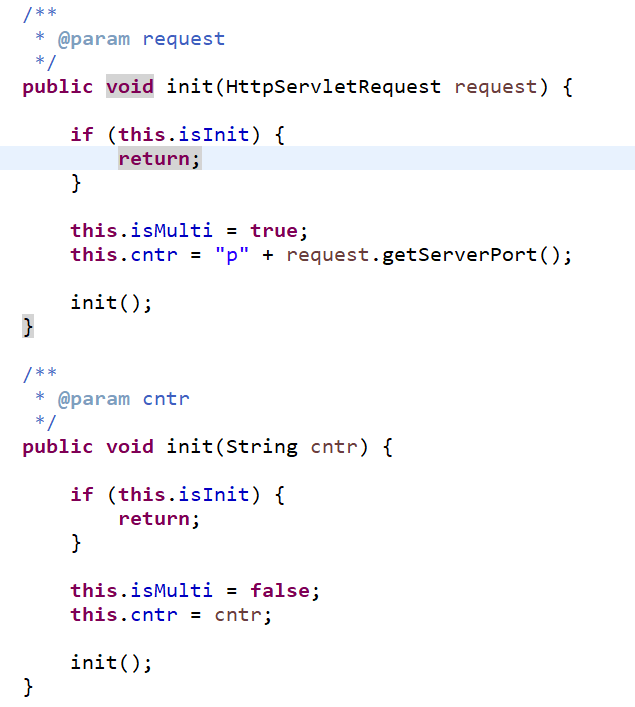 /**
 * @param request
 */
public void init(HttpServletRequest request) {

    if (this.isInit) {
        return;
    }

    this.isMulti = true;
    this.cntr = "p" + request.getServerPort();

    init();
}

/**
 * @param cntr
 */
public void init(String cntr) {

    if (this.isInit) {
        return;
    }

    this.isMulti = false;
    this.cntr = cntr;

    init();
}